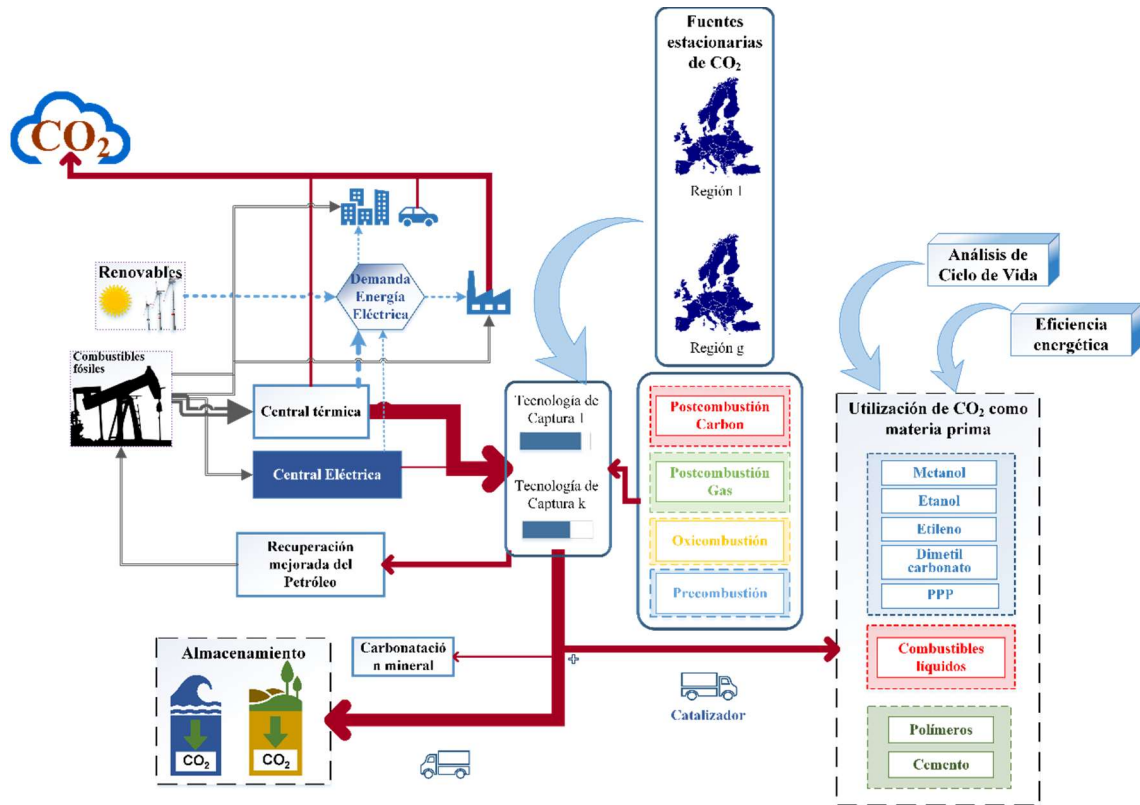 Fuentes
estacionarias
de CO2
Región 1
Región g
CO2
Renovables
Demanda
Energía
Eléctrica
Combustibles
fósiles
Central térmica
Central Eléctrica
Recuperación
mejorada del
Petróleo
Tecnología de
Captura 1
Tecnología de
Captura k
Postcombustión
Carbon
Postcombustión
Gas
Oxicombustión
Precombustión
Análisis de
Ciclo de Vida
Eficiencia
energética
Utilización de CO2 como
materia prima
Metanol
Etanol
Etileno
Dimetil
carbonato
PPP
Combustibles
líquidos
Polímeros
Cemento
Almacenamiento
CO2
CO2
Carbonatació
n mineral
Catalizador